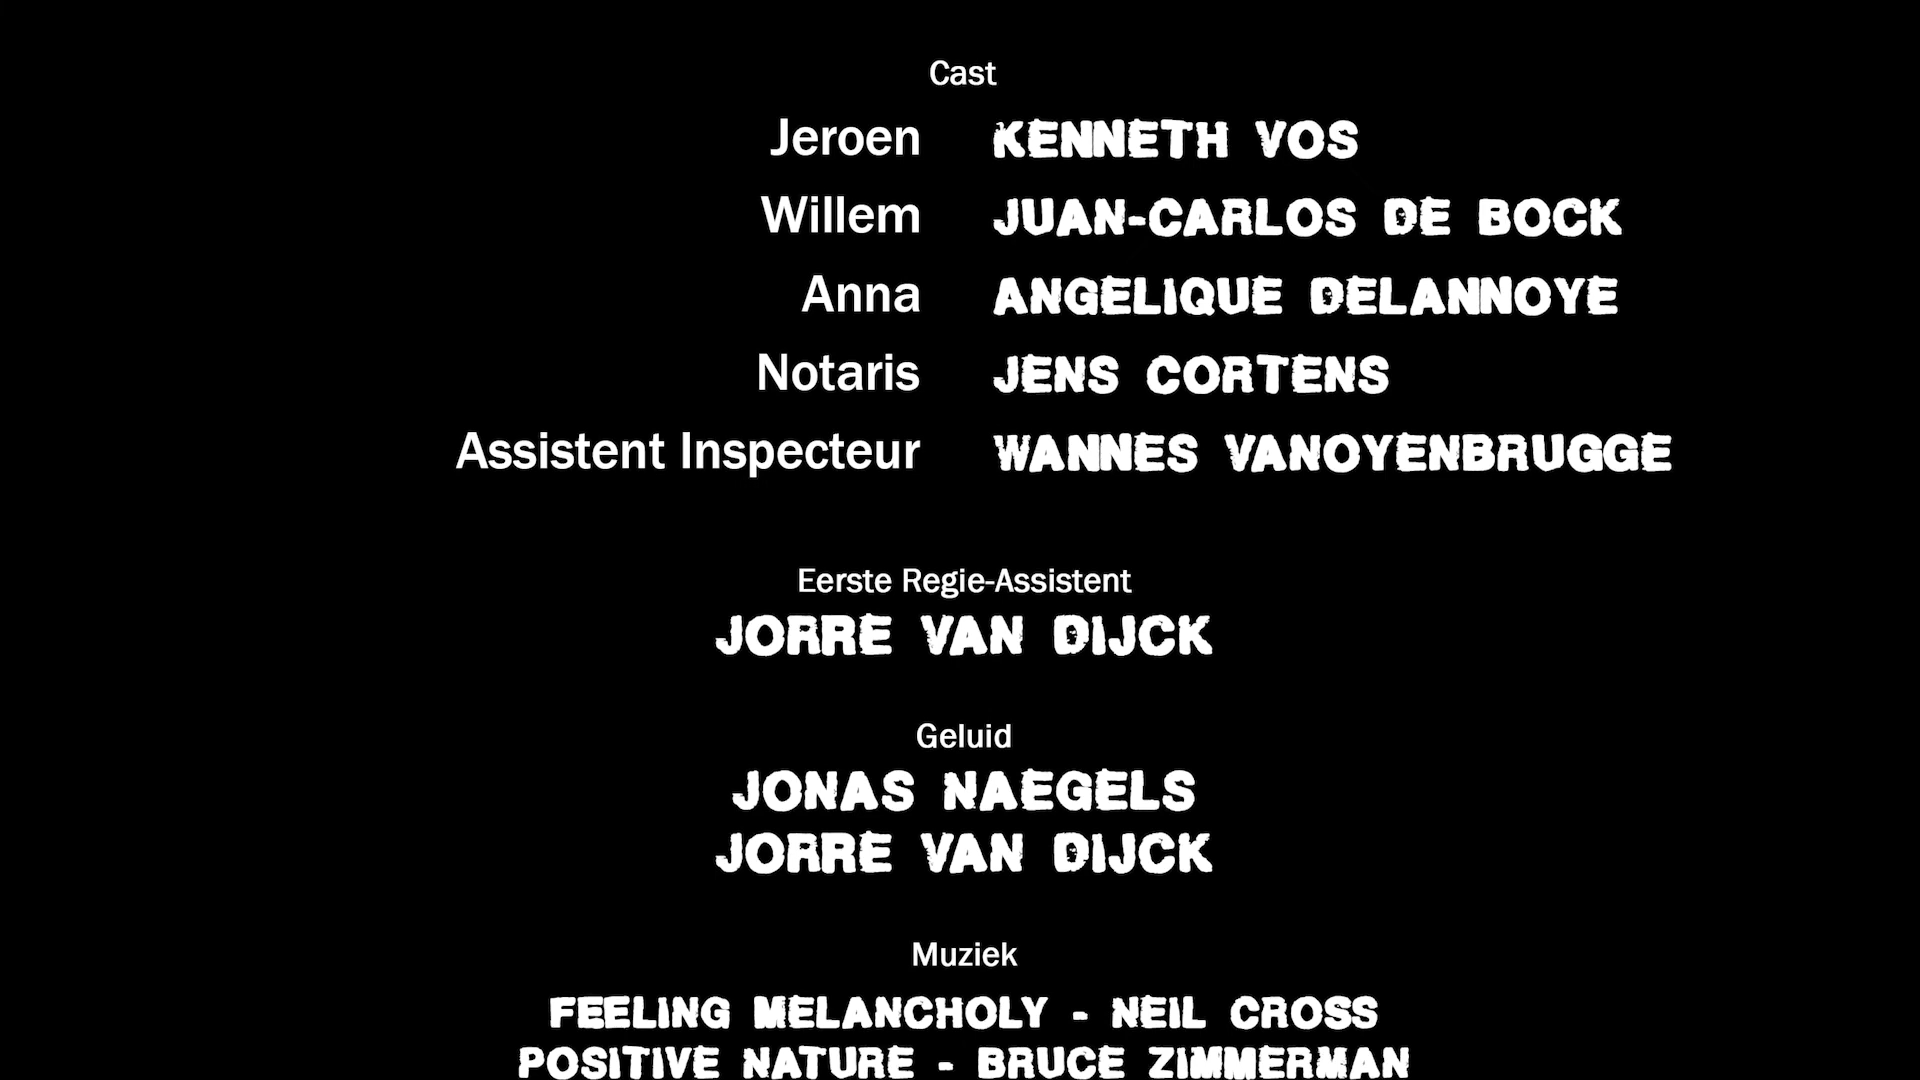 Cast
Jeroen KENNETH VOS
Willem JUAN-CARLOS DE BOCK
Anna ANGELIQUE DELANNOYE
Notaris JENS CORTENS
Assistent Inspecteur WANNES VANOYENBRUGGE
Eerste Regie-Assistent
JORRE VAN DIJCK
Geluid
JONAS NAEGELS
JORRE VAN DIJCK
Muziek
FEELING MELANCHOLY - NEIL CROSS
POSITIVE NATURE - BRUCE ZIMMERMAN